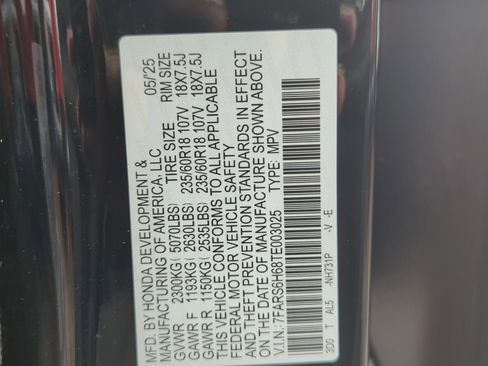 MFD. BY HONDA DEVELOPMENT & 05/25
MANUFACTURING OF AMERICA, LLC
TIRE SIZE RIM SIZE
GVWR 2300KG( 5070LBS)
GAWR F 1193KG( 2630LBS) 235/60R18 107V 18X7.5J
GAWR R 1150KG( 2535LBS) 235/60R18 107V 18X7.5J
THIS VEHICLE CONFORMS TO ALL APPLICABLE
FEDERAL MOTOR VEHICLE SAFETY
AND THEFT PREVENTION STANDARDS IN EFFECT
ON THE DATE OF MANUFACTURE SHOWN ABOVE.
V.I.N.: 7FARS6H68TE003025 TYPE: MPV
3D0 T AL5 -NH731P -V -E